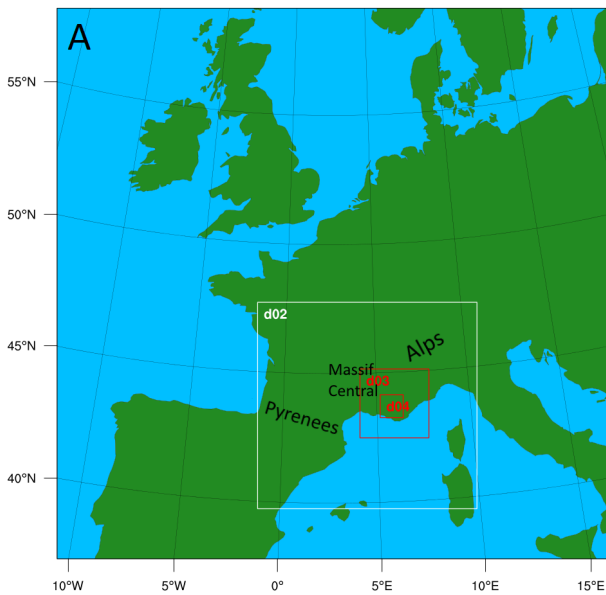 A
55°N
50°N
45°N
40°N
d02
Alps
Massif
d03
Central
d04
Pyrenees
10°W
5°W
0°
5°E
10°E
15°E